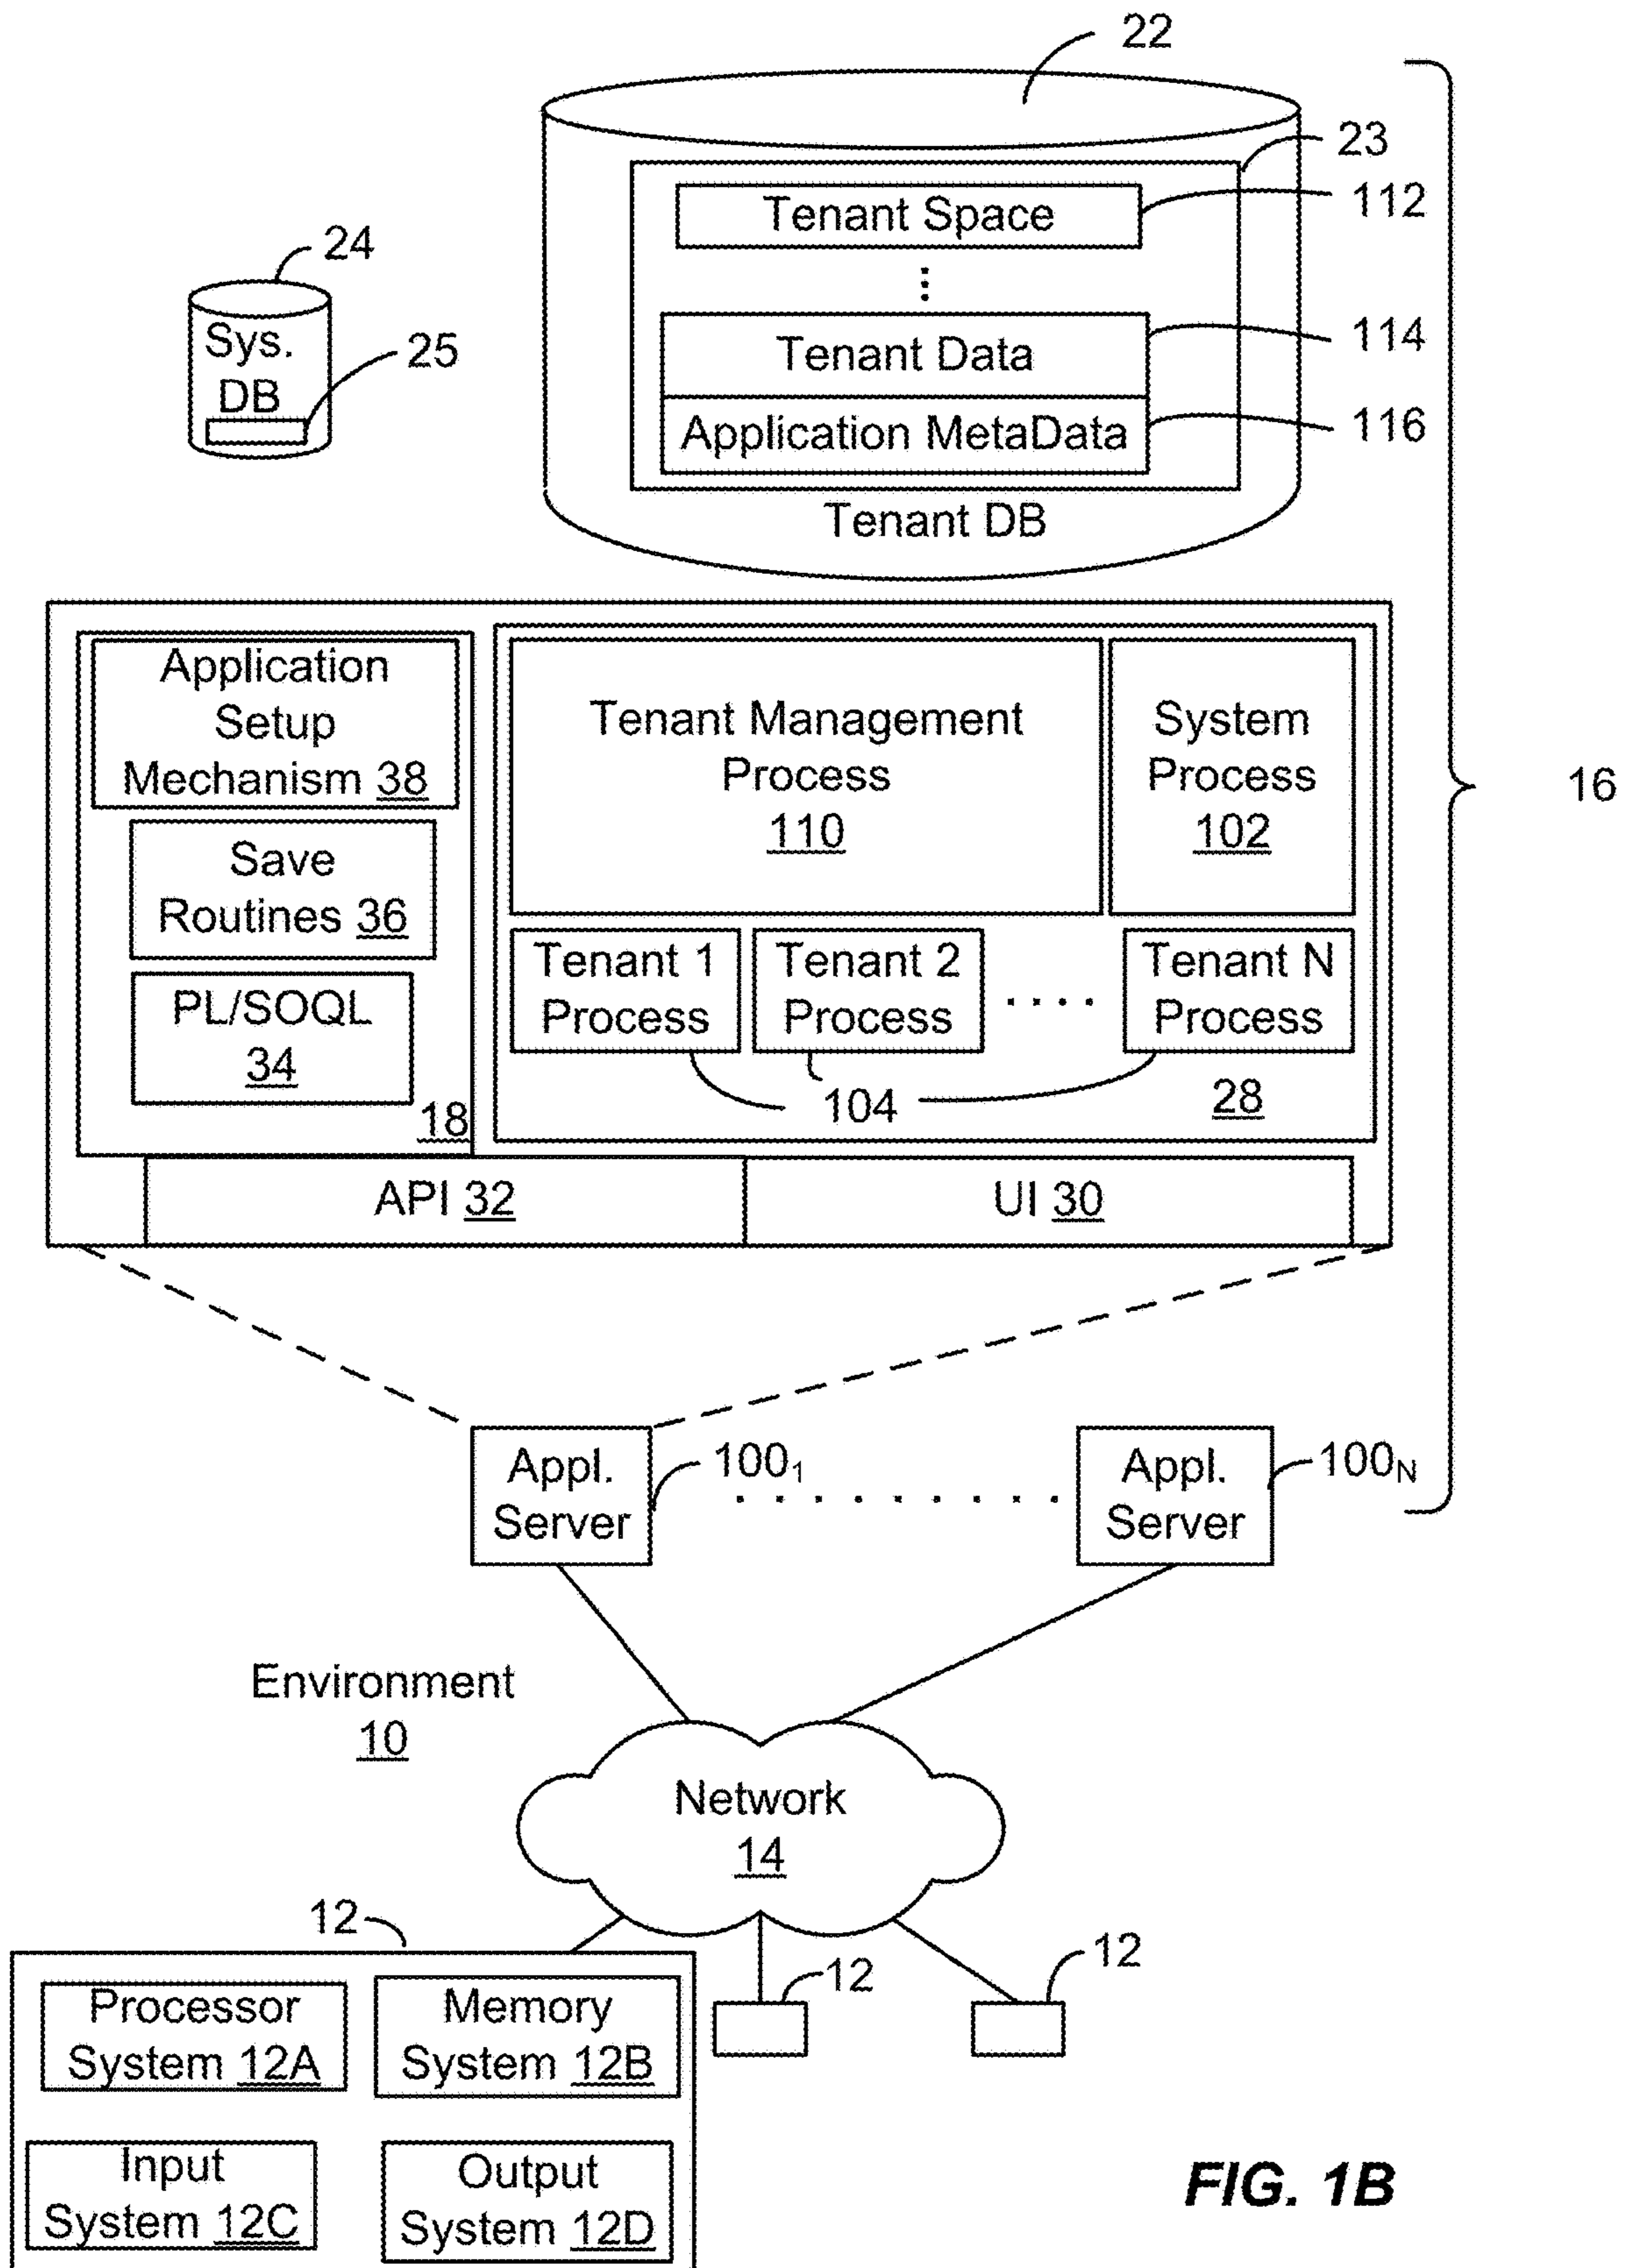 22
23
Tenant Space
112
24
Sys.
DB
25
Tenant Data
114
Application MetaData
116
Tenant DB
Application
Setup
Mechanism 38
Tenant Management
Process
110
System
Process
102
16
Save
Routines 36
Tenant 1
Process
Tenant 2
Process
Tenant N
Process
PL/SOQL
34
104
28
18
API 32
UI 30
Appl.
Server
100₁
Appl.
Server
100N
Environment
10
Network
14
12
12
12
Processor
System 12A
Memory
System 12B
Input
System 12C
Output
System 12D
FIG. 1B